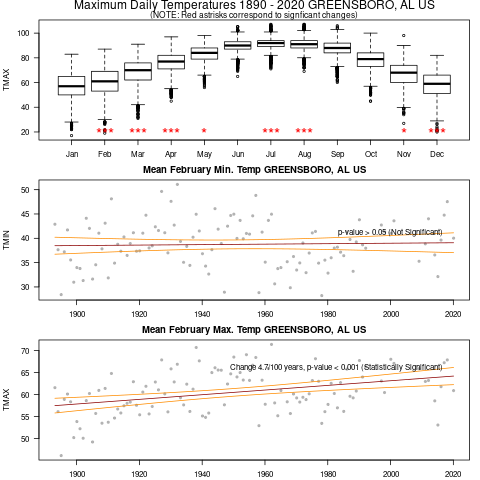 Maximum Daily Temperatures 1890 - 2020 GREENSBORO, AL US
(NOTE: Red astrisks correspond to signficant changes)
TMAX
100
80
60
40
20
*** *** *** * *** *** * ***
Jan Feb Mar Apr May Jun Jul Aug Sep Oct Nov Dec
Mean February Min. Temp GREENSBORO, AL US
TMIN
50
45
40
35
30
p-value > 0.05 (Not Significant)
1900 1920 1940 1960 1980 2000 2020
Mean February Max. Temp GREENSBORO, AL US
TMAX
70
65
60
55
50
Change 4.7/100 years, p-value < 0.001 (Statistically Significant)
1900 1920 1940 1960 1980 2000 2020